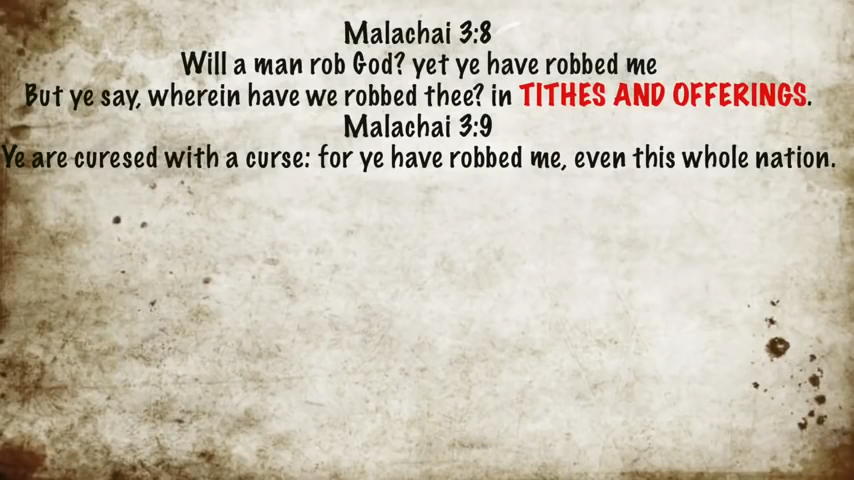 Malachai 3:8
Will a man rob God? yet ye have robbed me
But ye say, wherein have we robbed thee? in TITHES AND OFFERINGS.
Malachai 3:9
Ye are curesed with a curse: for ye have robbed me, even this whole nation.